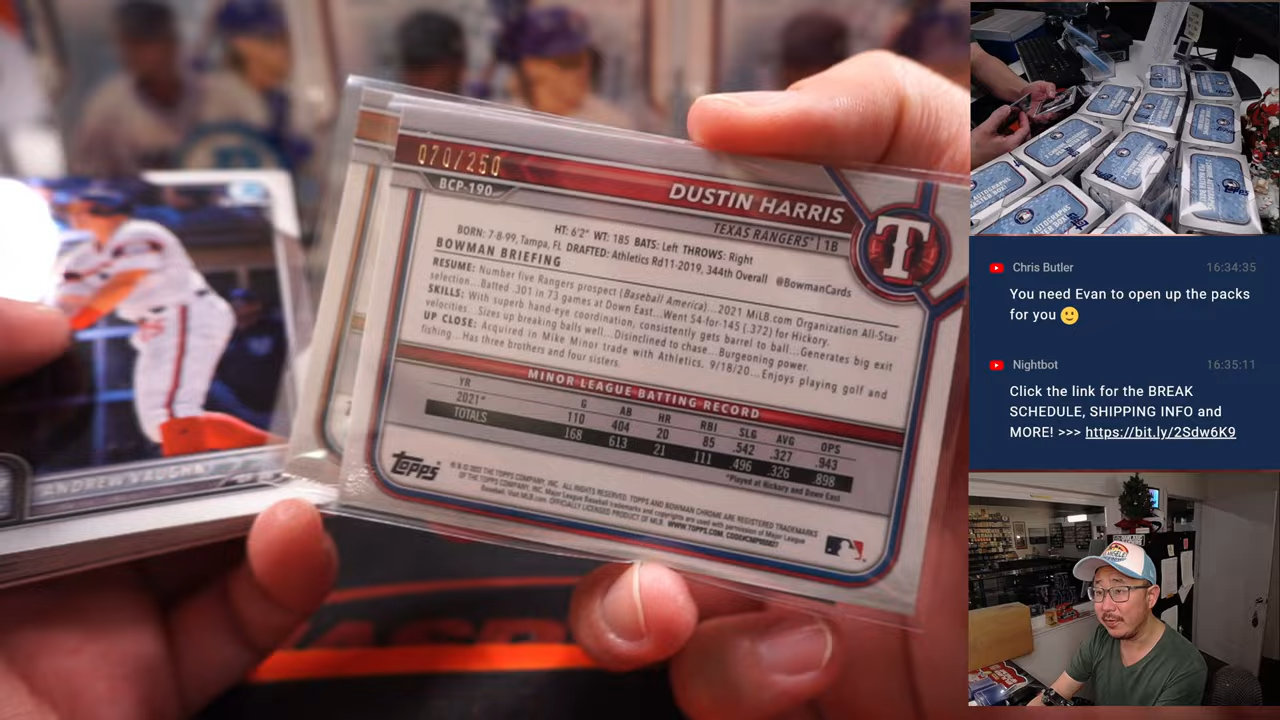 070/250
BCP-190
DUSTIN HARRIS
TEXAS RANGERS® | 1B
T
HT: 6'2" WT: 185 BATS: Left THROWS: Right
BORN: 7-8-99, Tampa, FL DRAFTED: Athletics Rd11-2019, 344th Overall @BowmanCards
BOWMAN BRIEFING
RESUME: Number five Rangers prospect (Baseball America)...2021 MiLB.com Organization All-Star
selection...Batted .301 in 73 games at Down East...Went 54-for-145 (.372) for Hickory.
SKILLS: With superb hand-eye coordination, consistently gets barrel to ball...Generates big exit
velocities...Sizes up breaking balls well...Disinclined to chase...Burgeoning power.
UP CLOSE: Acquired in Mike Minor trade with Athletics, 9/18/20...Enjoys playing golf and
fishing...Has three brothers and four sisters.
MINOR LEAGUE BATTING RECORD
YR G AB HR RBI SLG AVG OPS
2021* 110 404 20 85 .542 .327 .943
TOTALS 168 613 21 111 .496 .326 .898
*Played at Hickory and Down East
topps
THE TOPPS COMPANY, INC. ALL RIGHTS RESERVED. TOPPS AND BOWMAN CHROME ARE REGISTERED TRADEMARKS
OF THE TOPPS COMPANY, INC. Major League Baseball trademarks and copyrights are used with permission of Major League
Baseball. Visit MLB.com. OFFICIALLY LICENSED PRODUCT OF MLB WWW.TOPPS.COM.
ANDREW VAUGHN
Chris Butler 16:34:35
You need Evan to open up the packs
for you 🙂
Nightbot 16:35:11
Click the link for the BREAK
SCHEDULE, SHIPPING INFO and
MORE! >>> https://bit.ly/2Sdw6K9